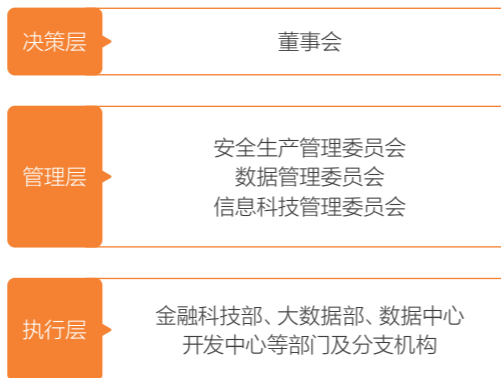 决策层
董事会
管理层
安全生产管理委员会
数据管理委员会
信息科技管理委员会
执行层
金融科技部、大数据部、数据中心
开发中心等部门及分支机构